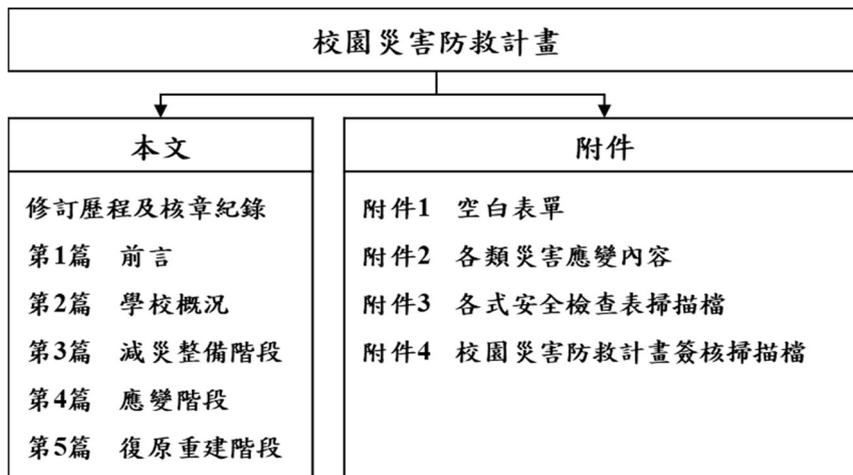 校園災害防救計畫
本文
修訂歷程及核章紀錄
第1篇 前言
第2篇 學校概況
第3篇 減災整備階段
第4篇 應變階段
第5篇 復原重建階段
附件
附件1 空白表單
附件2 各類災害應變內容
附件3 各式安全檢查表掃描檔
附件4 校園災害防救計畫簽核掃描檔